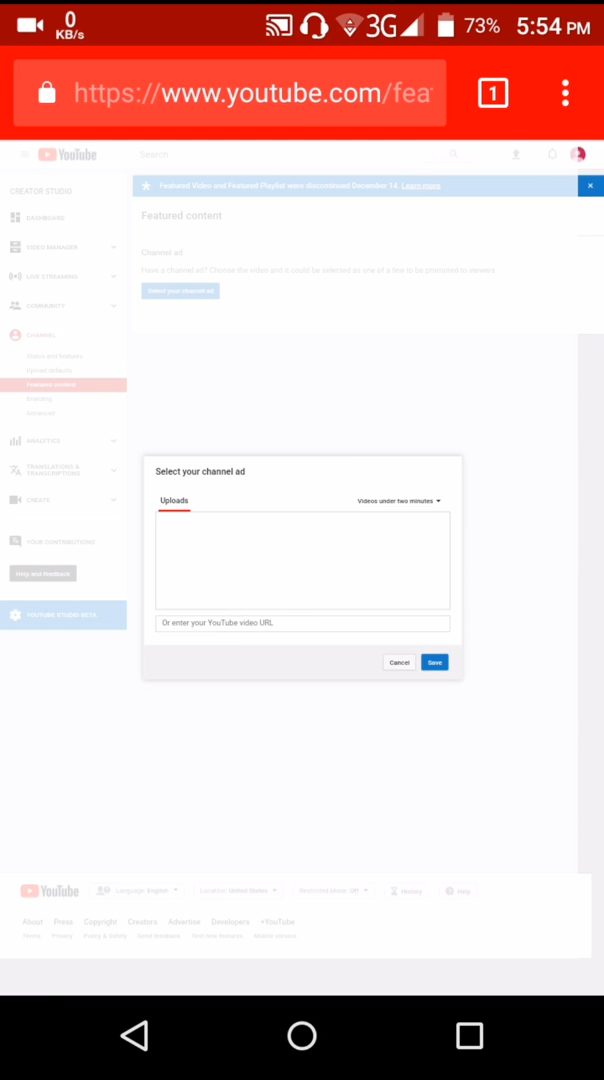 0
KB/s
3G
73%
5:54 PM
https://www.youtube.com/fea
1
YouTube
Search
CREATOR STUDIO
Featured Video and Featured Playlist were discontinued December 14. Learn more
×
DASHBOARD
Featured content
VIDEO MANAGER
Channel ad
LIVE STREAMING
Have a channel ad? Choose the video and it could be selected as one of a few to be promoted to viewers
Select your channel ad
COMMUNITY
CHANNEL
Status and features
Upload defaults
Featured content
Branding
Advanced
ANALYTICS
TRANSLATIONS &
TRANSCRIPTIONS
CREATE
YOUR CONTRIBUTIONS
Help and feedback
YOUTUBE STUDIO BETA
Select your channel ad
Uploads
Videos under two minutes
Or enter your YouTube video URL
Cancel
Save
YouTube
Language: English
Location: United States
Restricted Mode: Off
History
Help
About Press Copyright Creators Advertise Developers +YouTube
Terms Privacy Policy & Safety Send feedback Test new features Mobile version